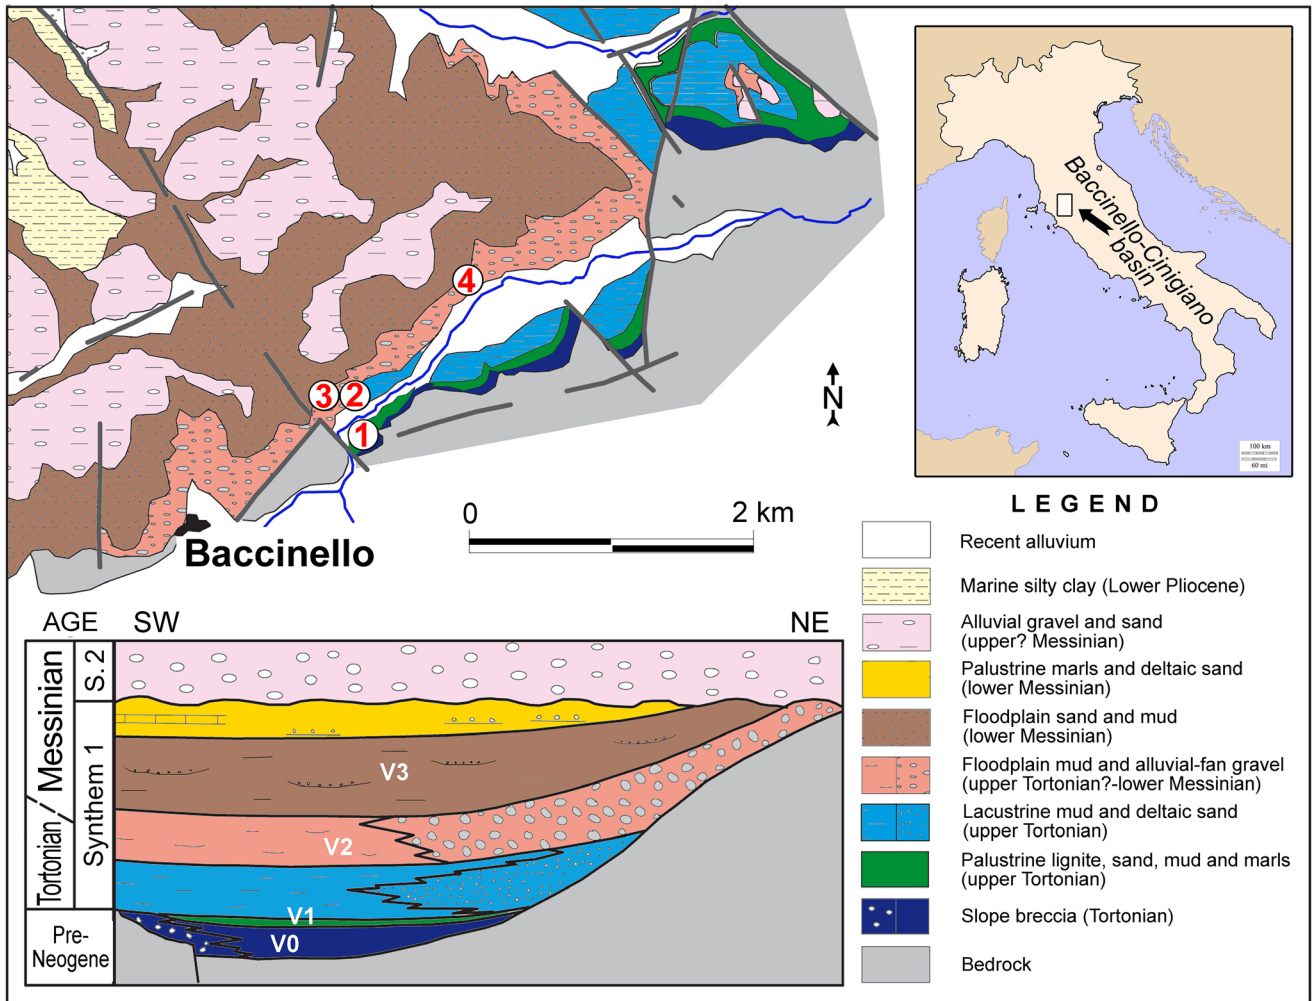 Baccinello-Cinigiano
basin
100 km
60 mi
4
3
2
1
N
0
2 km
Baccinello
LEGEND
Recent alluvium
Marine silty clay (Lower Pliocene)
Alluvial gravel and sand
(upper? Messinian)
Palustrine marls and deltaic sand
(lower Messinian)
Floodplain sand and mud
(lower Messinian)
Floodplain mud and alluvial-fan gravel
(upper Tortonian?-lower Messinian)
Lacustrine mud and deltaic sand
(upper Tortonian)
Palustrine lignite, sand, mud and marls
(upper Tortonian)
Slope breccia (Tortonian)
Bedrock
AGE
SW
NE
Messinian
Tortonian
S. 2
Synthem 1
Pre-
Neogene
V3
V2
V1
V0